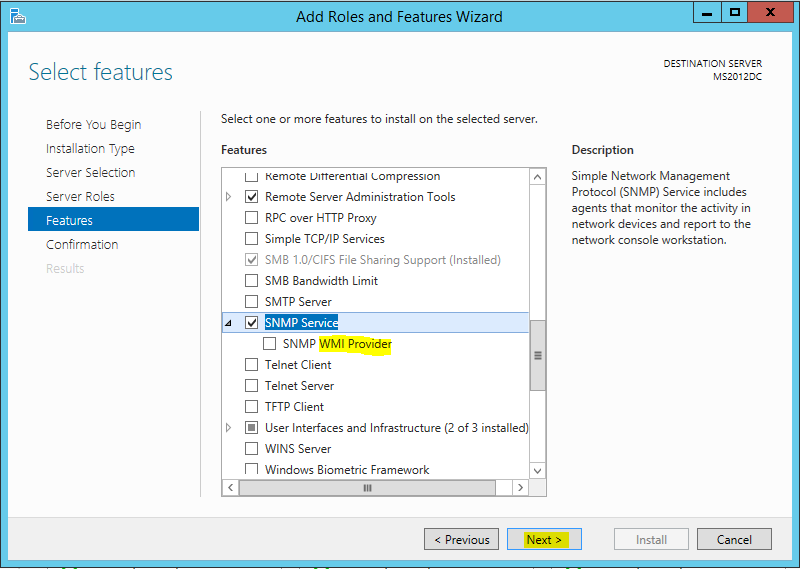 Add Roles and Features Wizard
Select features
DESTINATION SERVER
MS2012DC
Before You Begin
Installation Type
Server Selection
Server Roles
Features
Confirmation
Results
Select one or more features to install on the selected server.
Features
Remote Differential Compression
Remote Server Administration Tools
RPC over HTTP Proxy
Simple TCP/IP Services
SMB 1.0/CIFS File Sharing Support (Installed)
SMB Bandwidth Limit
SMTP Server
SNMP Service
SNMP WMI Provider
Telnet Client
Telnet Server
TFTP Client
User Interfaces and Infrastructure (2 of 3 installed)
WINS Server
Windows Biometric Framework
Description
Simple Network Management
Protocol (SNMP) Service includes
agents that monitor the activity in
network devices and report to the
network console workstation.
< Previous
Next >
Install
Cancel